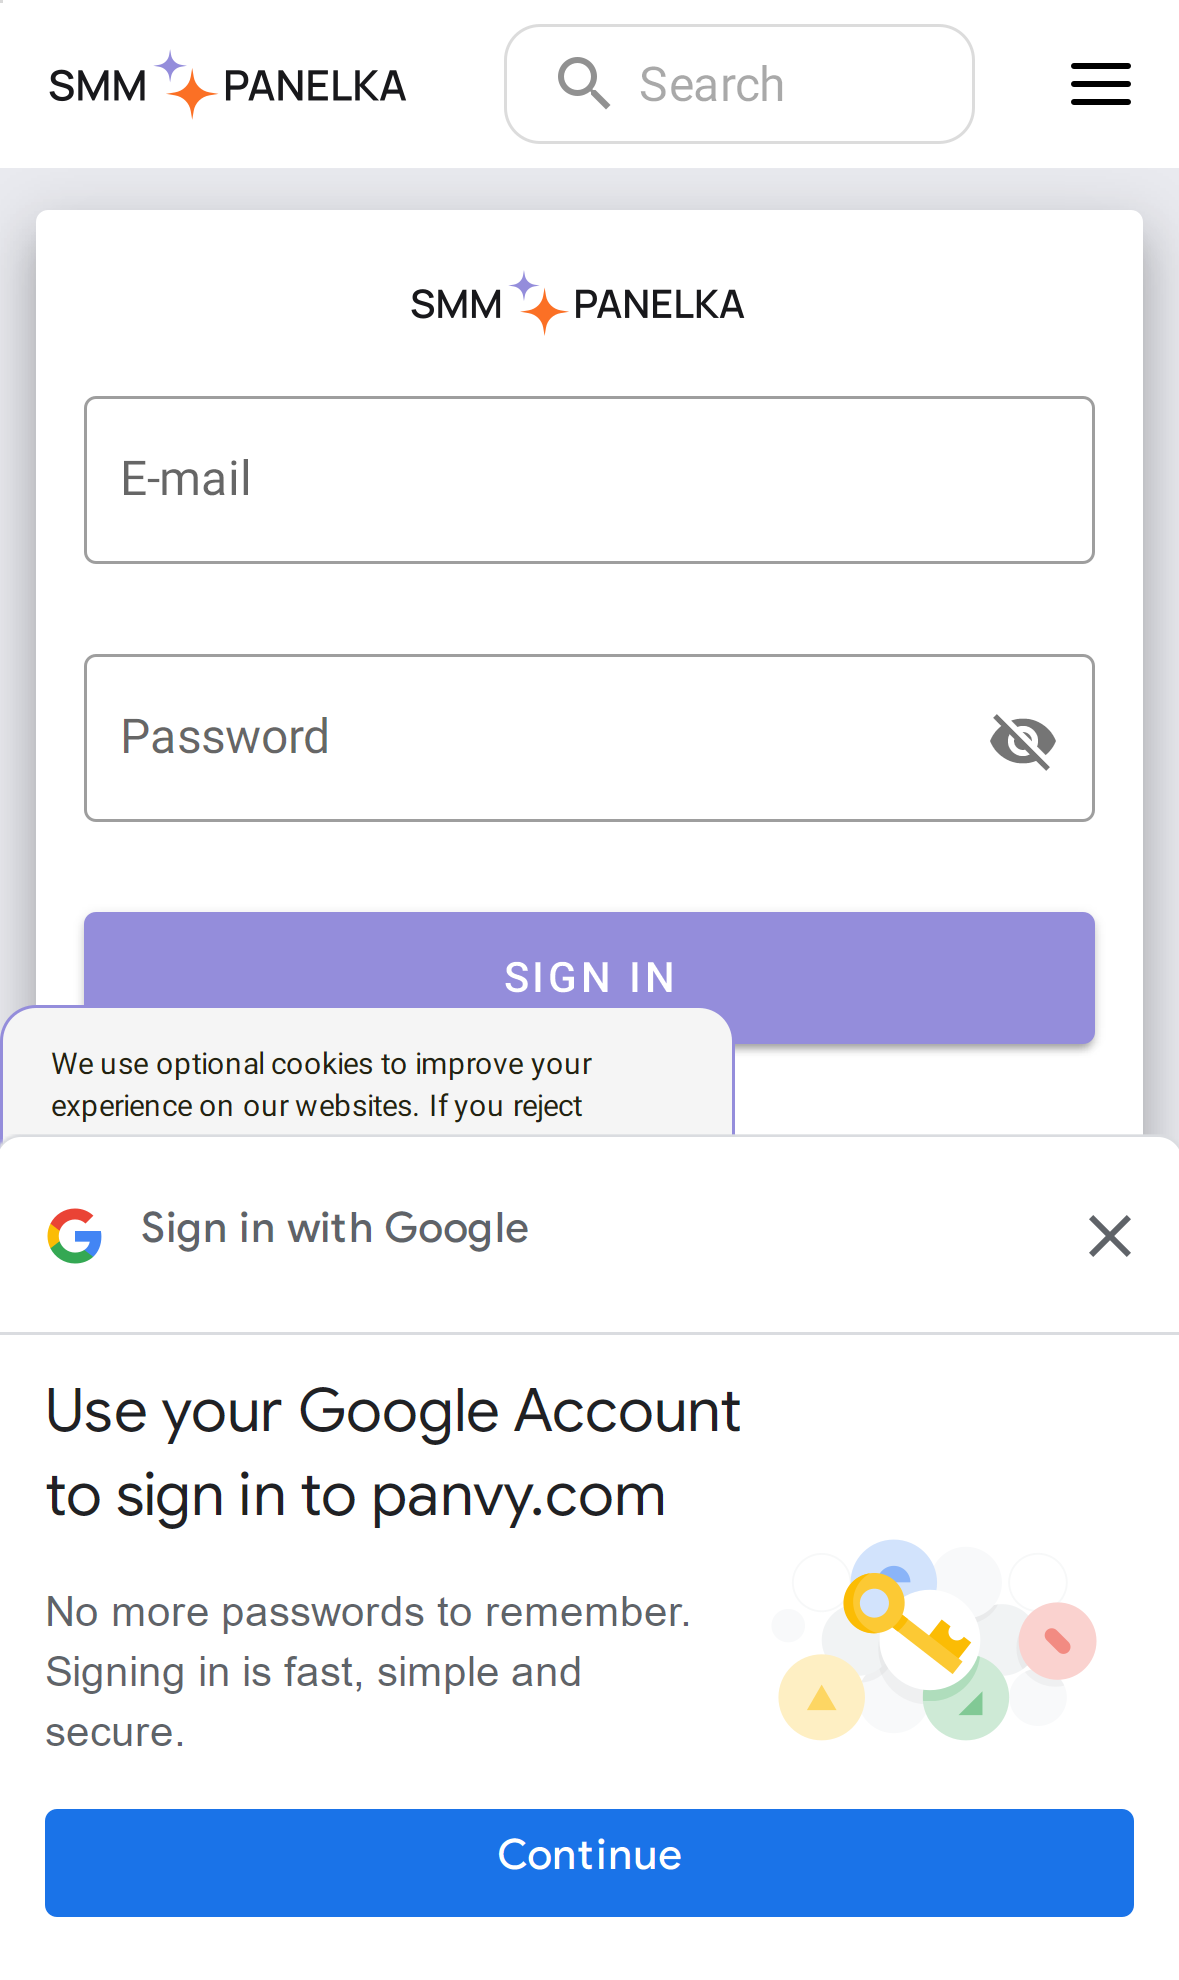 SMM PANELKA
Search
SMM PANELKA
E-mail
Password
SIGN IN
We use optional cookies to improve your
experience on our websites. If you reject
Sign in with Google
Use your Google Account
to sign in to panvy.com
No more passwords to remember.
Signing in is fast, simple and
secure.
Continue